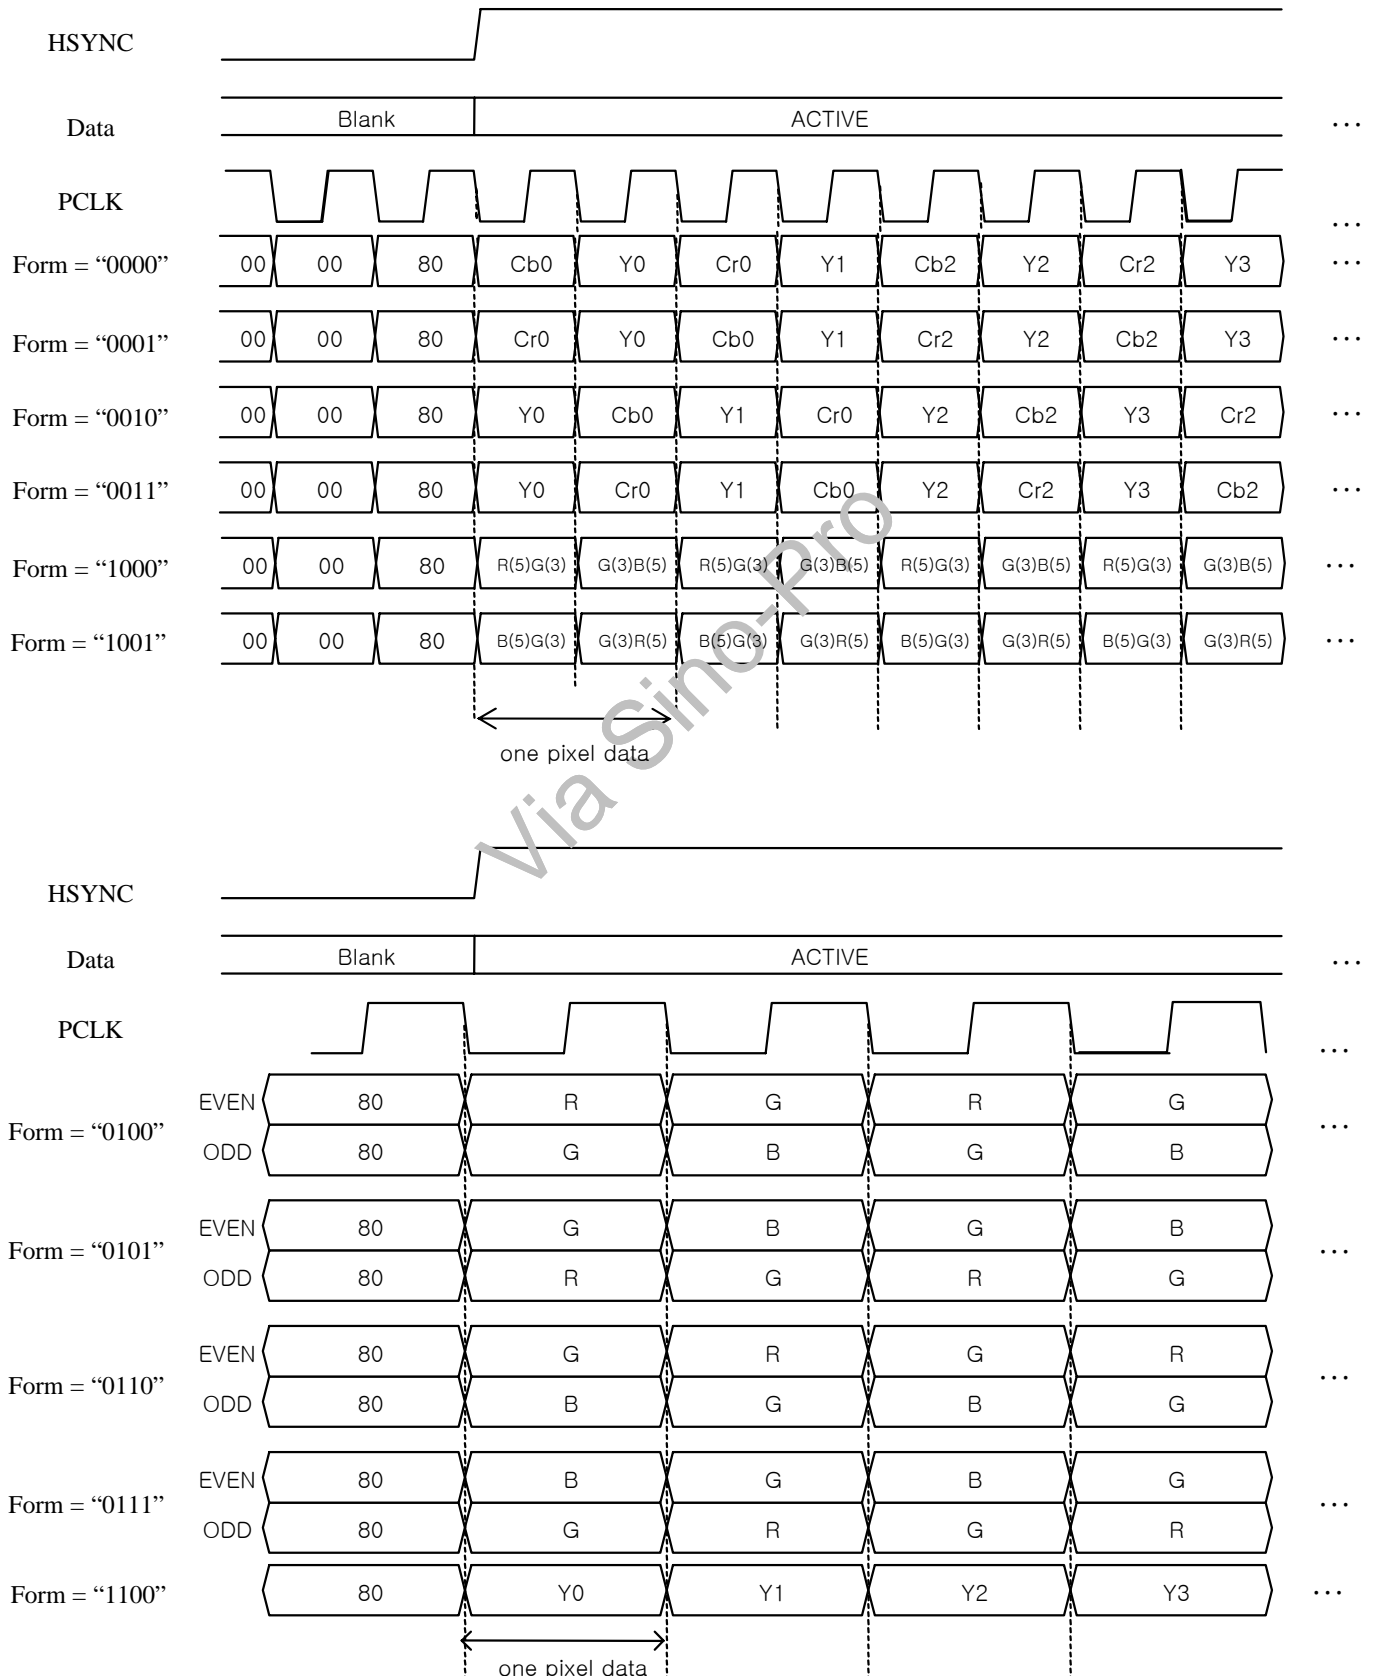 HSYNC
Data Blank ACTIVE ...
PCLK ...
Form = “0000” 00 00 80 Cb0 Y0 Cr0 Y1 Cb2 Y2 Cr2 Y3 ...
Form = “0001” 00 00 80 Cr0 Y0 Cb0 Y1 Cr2 Y2 Cb2 Y3 ...
Form = “0010” 00 00 80 Y0 Cb0 Y1 Cr0 Y2 Cb2 Y3 Cr2 ...
Form = “0011” 00 00 80 Y0 Cr0 Y1 Cb0 Y2 Cr2 Y3 Cb2 ...
Form = “1000” 00 00 80 R(5)G(3) G(3)B(5) R(5)G(3) G(3)B(5) R(5)G(3) G(3)B(5) R(5)G(3) G(3)B(5) ...
Form = “1001” 00 00 80 B(5)G(3) G(3)R(5) B(5)G(3) G(3)R(5) B(5)G(3) G(3)R(5) B(5)G(3) G(3)R(5) ...
one pixel data
Via Sino-Pro
HSYNC
Data Blank ACTIVE ...
PCLK ...
EVEN 80 R G R G
Form = “0100” ...
ODD 80 G B G B
EVEN 80 G B G B
Form = “0101” ...
ODD 80 R G R G
EVEN 80 G R G R
Form = “0110” ...
ODD 80 B G B G
EVEN 80 B G B G
Form = “0111” ...
ODD 80 G R G R
Form = “1100” 80 Y0 Y1 Y2 Y3 ...
one pixel data